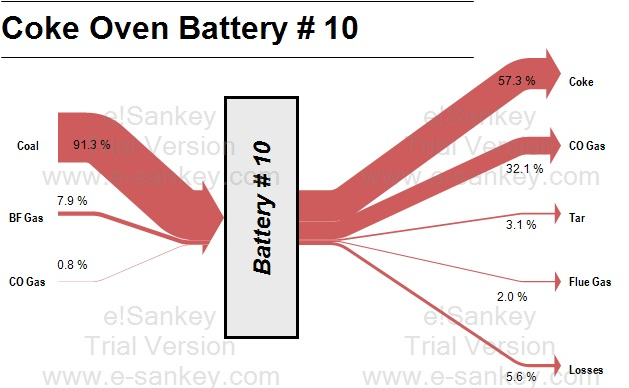 Coke Oven Battery # 10
e!Sankey
Trial Version
www.e-sankey.com
e!Sankey
Trial Version
www.e-sankey.com
Coal
91.3 %
BF Gas
7.9 %
CO Gas
0.8 %
Battery # 10
57.3 %
Coke
CO Gas
32.1 %
Tar
3.1 %
Flue Gas
2.0 %
Losses
5.6 %
e!Sankey
Trial Version
www.e-sankey.com
e!Sankey
Trial Version
www.e-sankey.com